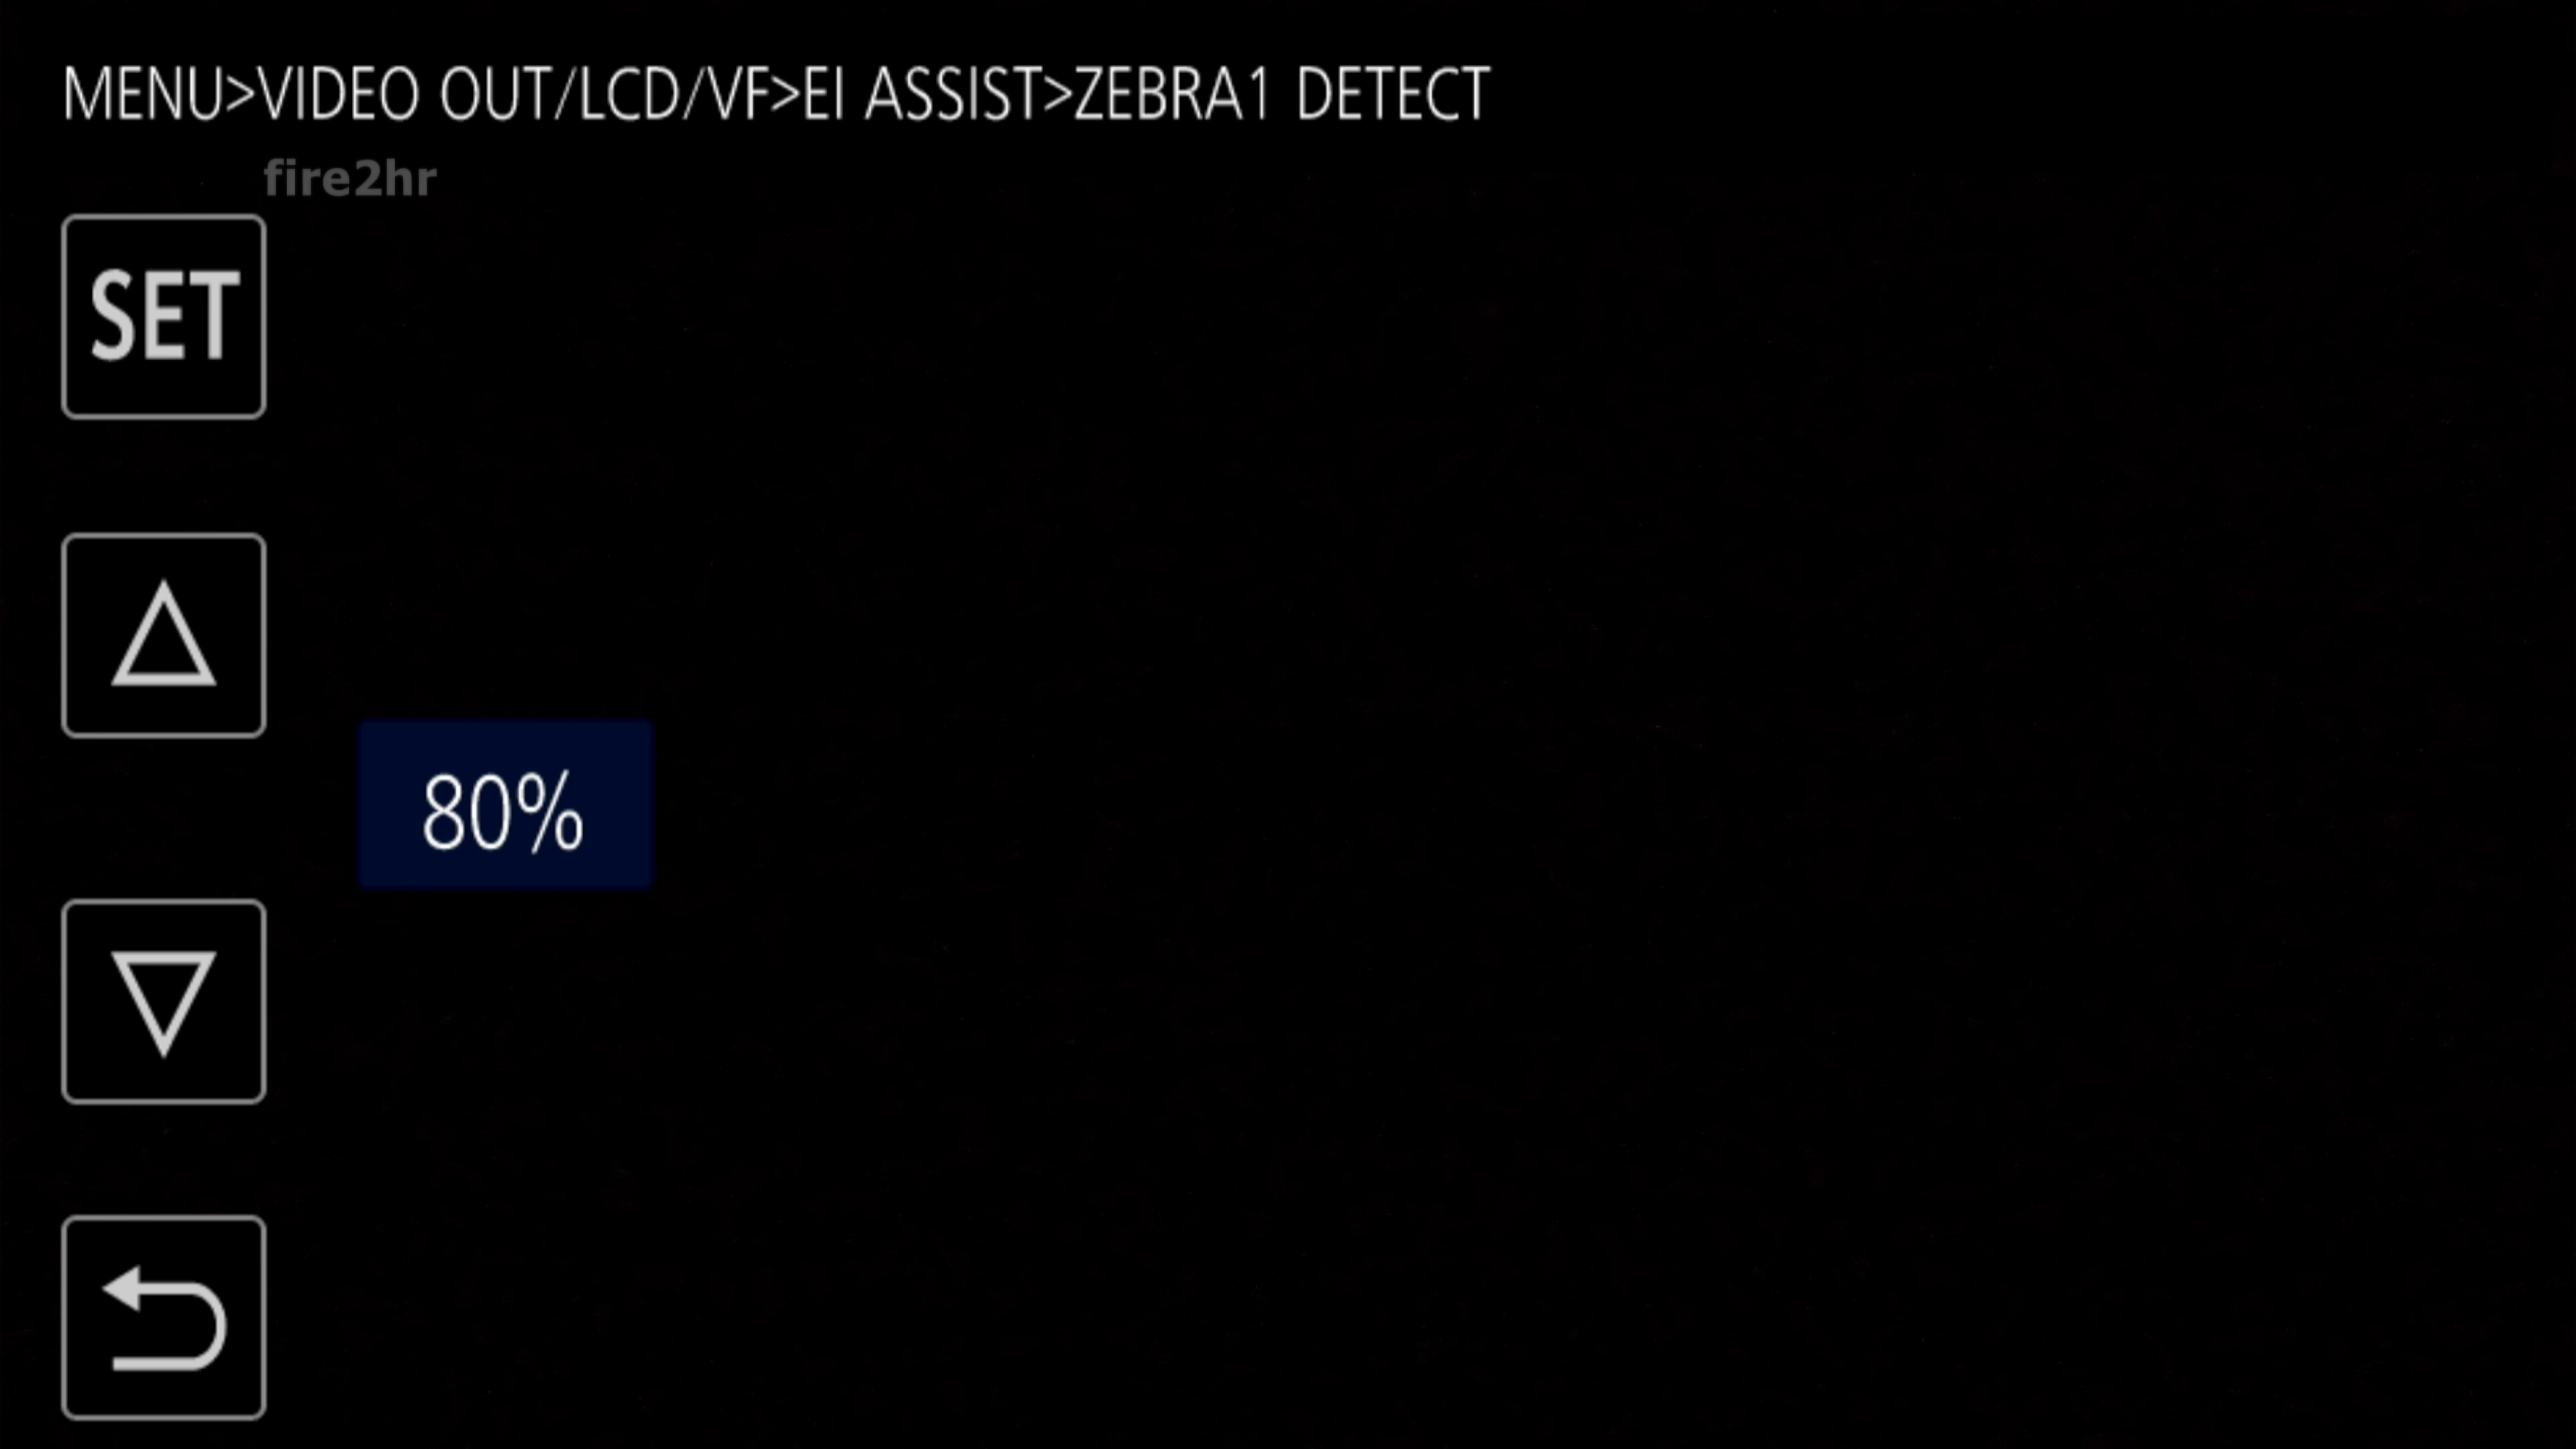 MENU>VIDEO OUT/LCD/VF>EI ASSIST>ZEBRA1 DETECT
fire2hr
SET
80%